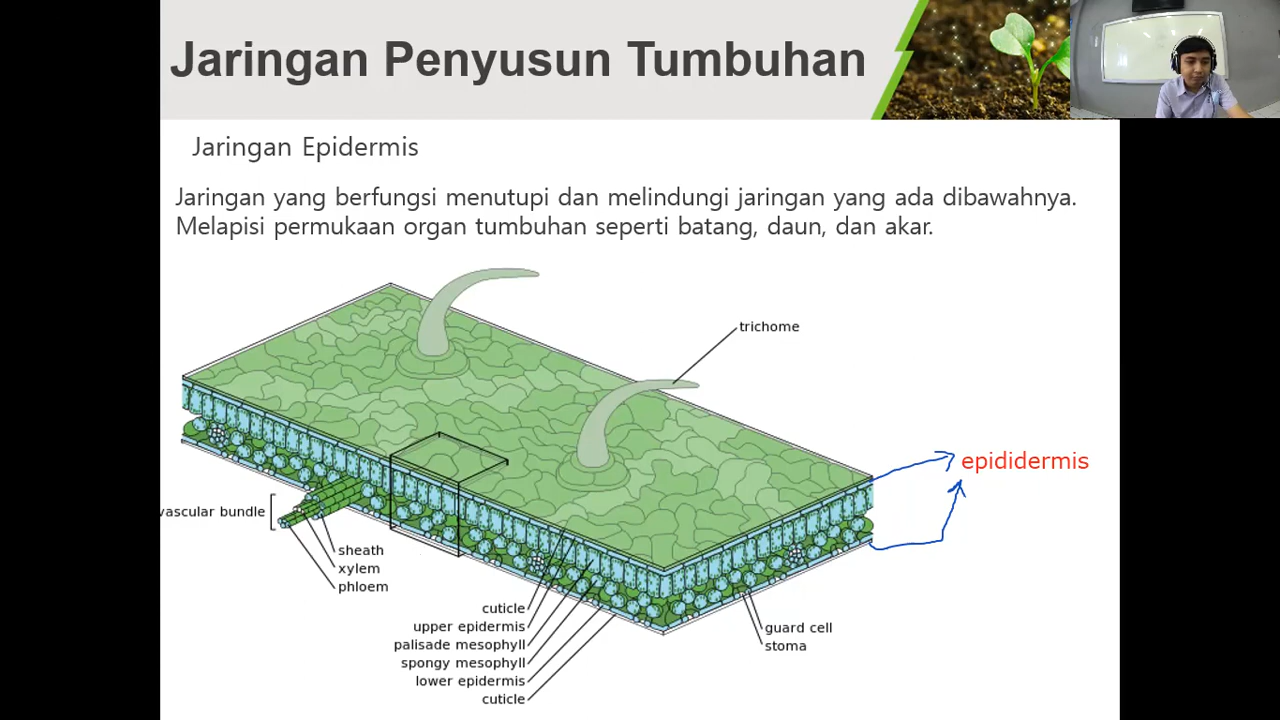 Jaringan Penyusun Tumbuhan
Jaringan Epidermis
Jaringan yang berfungsi menutupi dan melindungi jaringan yang ada dibawahnya.
Melapisi permukaan organ tumbuhan seperti batang, daun, dan akar.
trichome
epididermis
vascular bundle
sheath
xylem
phloem
cuticle
upper epidermis
palisade mesophyll
spongy mesophyll
lower epidermis
cuticle
guard cell
stoma